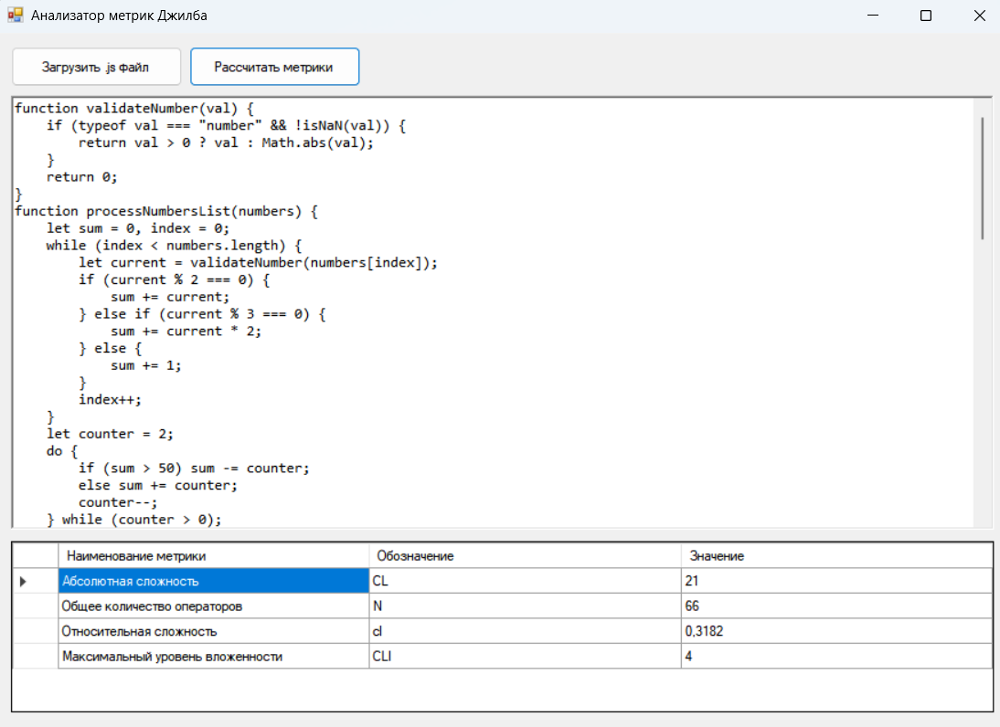 Анализатор метрик Джилба
Загрузить .js файл
Рассчитать метрики
function validateNumber(val) {
    if (typeof val === "number" && !isNaN(val)) {
        return val > 0 ? val : Math.abs(val);
    }
    return 0;
}
function processNumbersList(numbers) {
    let sum = 0, index = 0;
    while (index < numbers.length) {
        let current = validateNumber(numbers[index]);
        if (current % 2 === 0) {
            sum += current;
        } else if (current % 3 === 0) {
            sum += current * 2;
        } else {
            sum += 1;
        }
        index++;
    }
    let counter = 2;
    do {
        if (sum > 50) sum -= counter;
        else sum += counter;
        counter--;
    } while (counter > 0);
Наименование метрики Обозначение Значение
Абсолютная сложность CL 21
Общее количество операторов N 66
Относительная сложность cl 0,3182
Максимальный уровень вложенности CLI 4